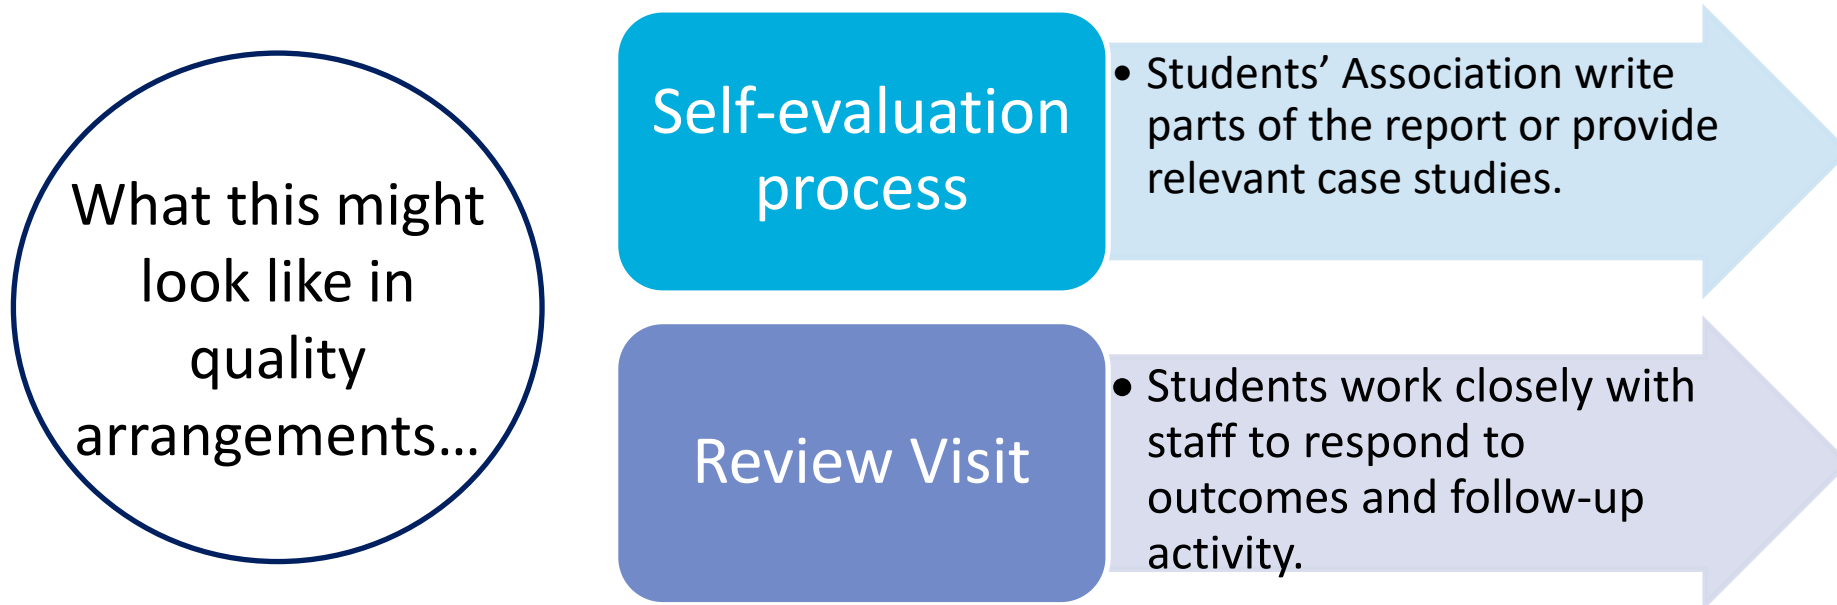 What this might
look like in
quality
arrangements…
Self-evaluation
process
• Students’ Association write
parts of the report or provide
relevant case studies.
Review Visit
• Students work closely with
staff to respond to
outcomes and follow-up
activity.